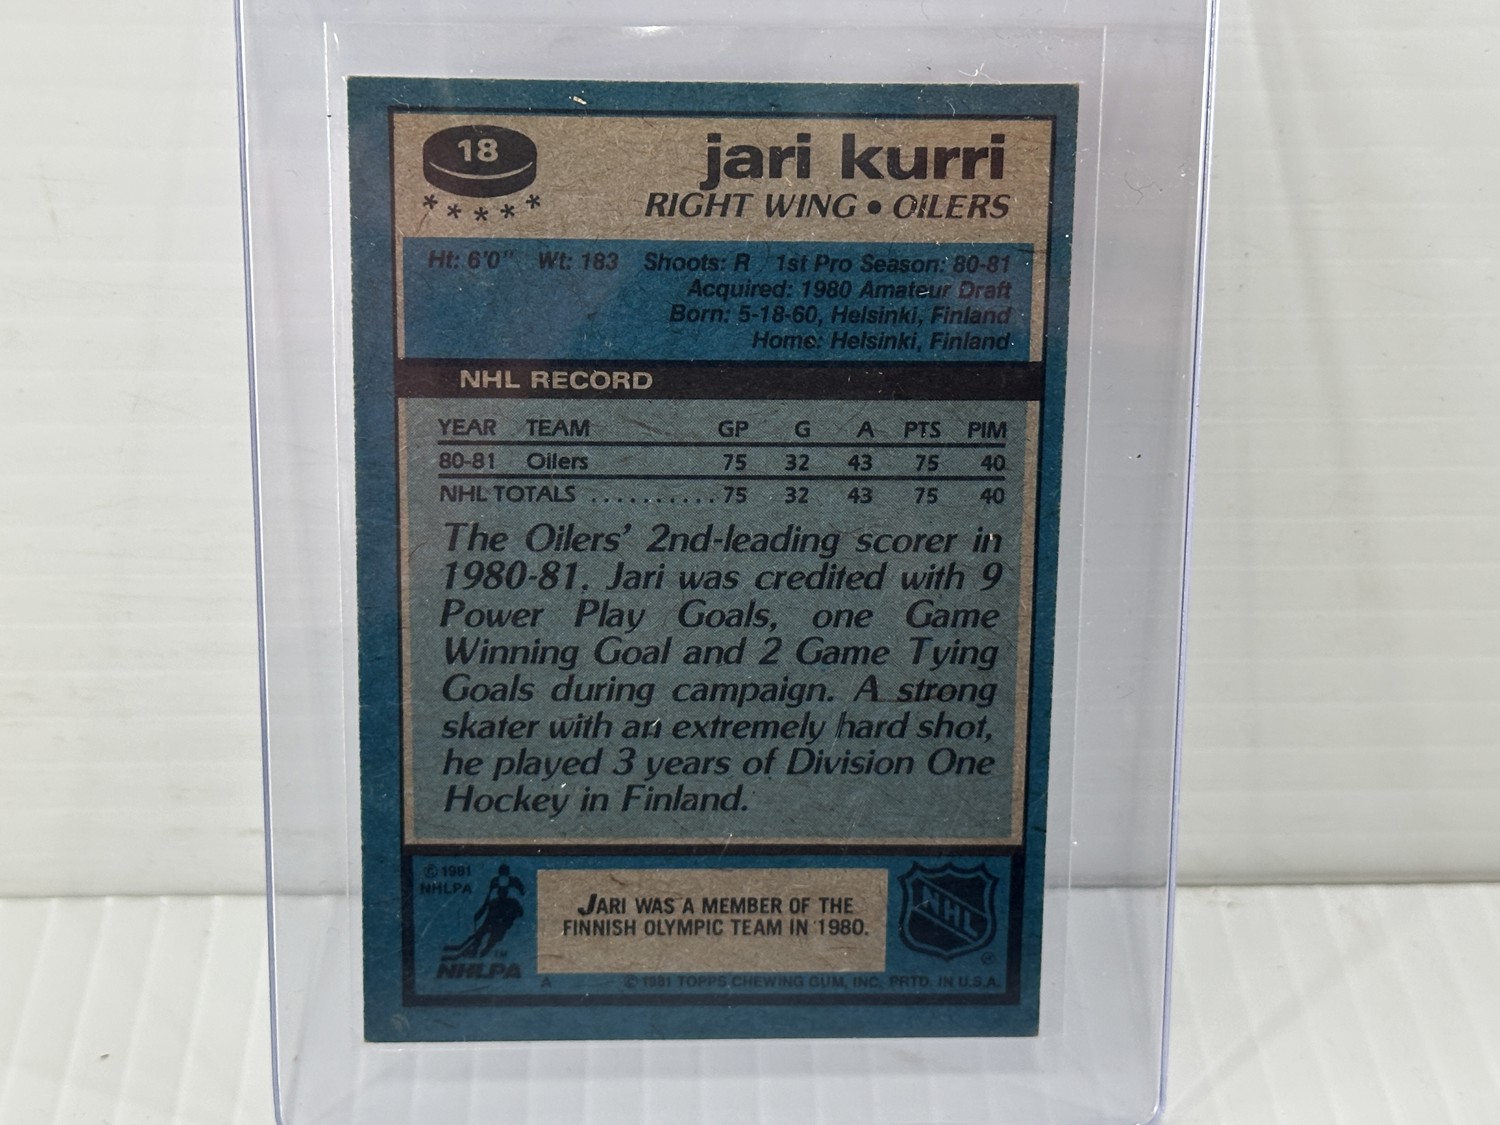 18
jari kurri
* * * * *
RIGHT WING • OILERS
Ht: 6'0" Wt: 183 Shoots: R 1st Pro Season: 80-81
Acquired: 1980 Amateur Draft
Born: 5-18-60, Helsinki, Finland
Home: Helsinki, Finland
NHL RECORD
YEAR TEAM GP G A PTS PIM
80-81 Oilers 75 32 43 75 40
NHL TOTALS .......... 75 32 43 75 40
The Oilers' 2nd-leading scorer in
1980-81, Jari was credited with 9
Power Play Goals, one Game
Winning Goal and 2 Game Tying
Goals during campaign. A strong
skater with an extremely hard shot,
he played 3 years of Division One
Hockey in Finland.
© 1981
NHLPA
TM
NHLPA
JARI WAS A MEMBER OF THE
FINNISH OLYMPIC TEAM IN 1980.
NHL
®
A © 1981 TOPPS CHEWING GUM, INC. PRTD. IN U.S.A.